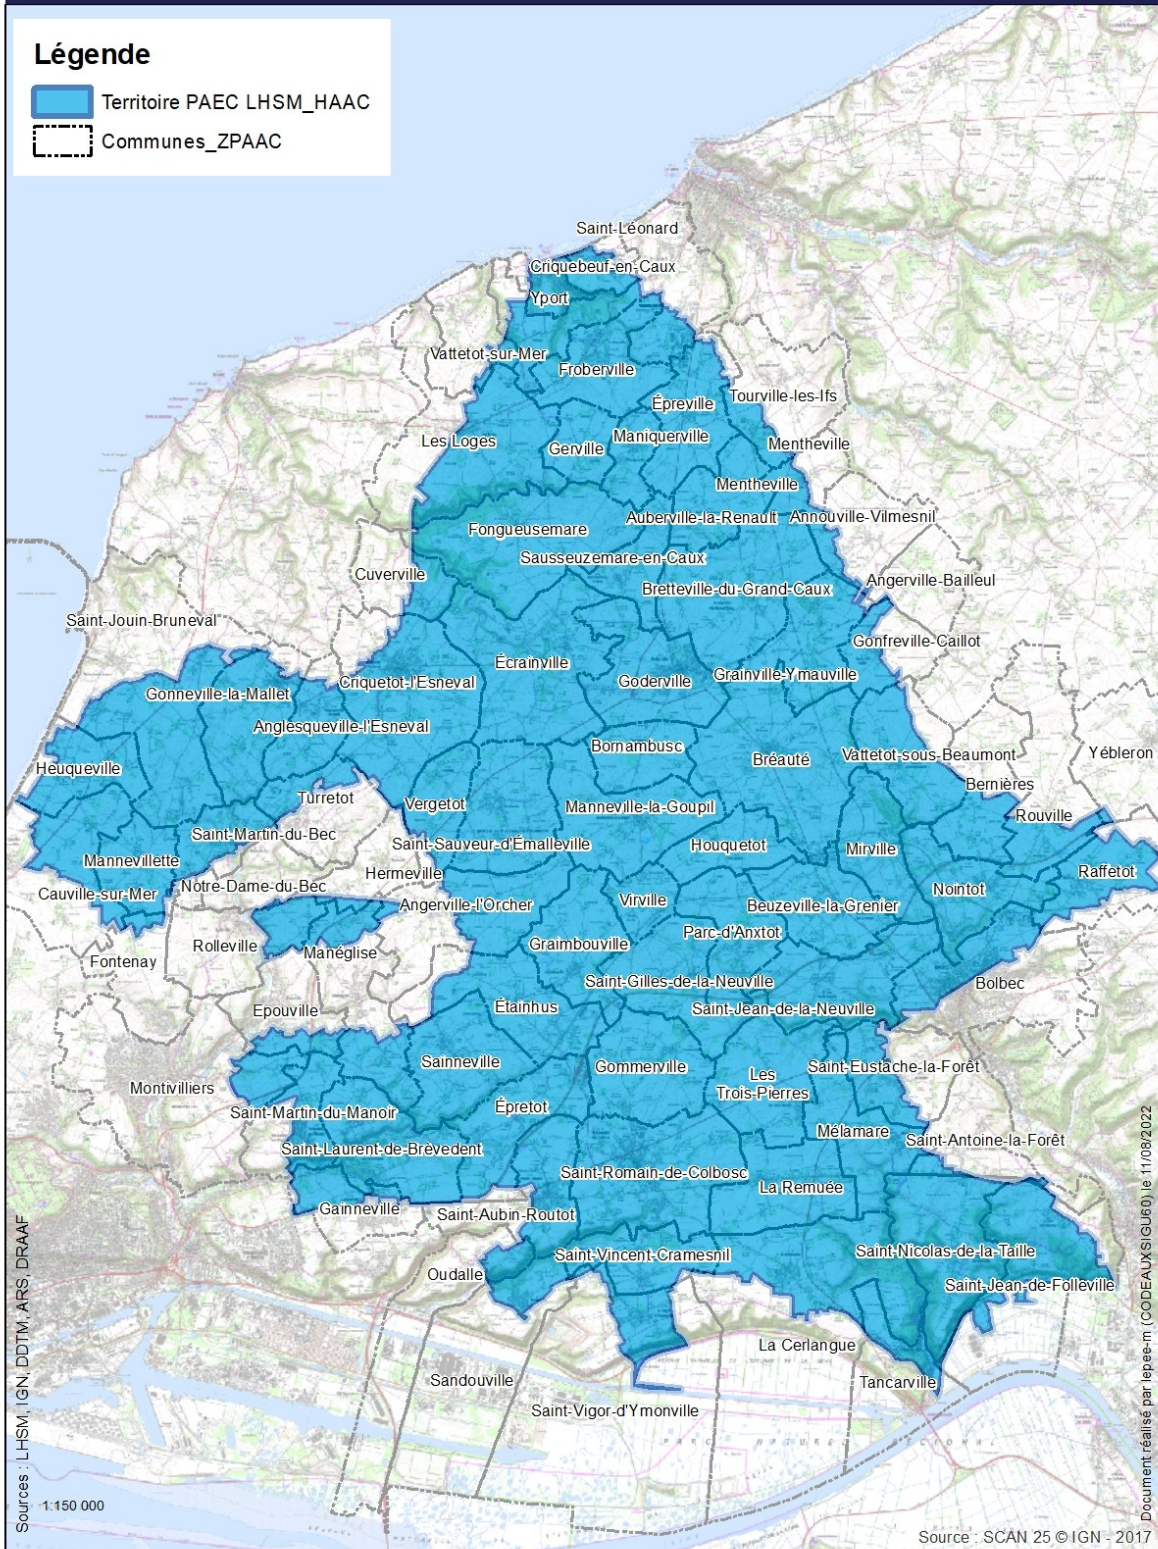 Légende
Territoire PAEC LHSM_HAAC
Communes_ZPAAC
Saint-Léonard
Criquebeuf-en-Caux
Yport
Vattetot-sur-Mer
Froberville
Épreville
Tourville-les-Ifs
Les Loges
Gerville
Maniquerville
Mentheville
Mentheville
Fongueusemare
Auberville-la-Renault
Annouville-Vilmesnil
Sausseuzemare-en-Caux
Cuverville
Bretteville-du-Grand-Caux
Angerville-Bailleul
Saint-Jouin-Bruneval
Gonfreville-Caillot
Écrainville
Goderville
Grainville-Ymauville
Criquetot-l'Esneval
Gonneville-la-Mallet
Anglesqueville-l'Esneval
Bornambusc
Bréauté
Vattetot-sous-Beaumont
Yébleron
Heuqueville
Bernières
Turretot
Vergetot
Manneville-la-Goupil
Rouville
Saint-Martin-du-Bec
Saint-Sauveur-d'Émalleville
Houquetot
Mirville
Mannevillette
Hermeville
Raffetot
Notre-Dame-du-Bec
Cauville-sur-Mer
Nointot
Angerville-l'Orcher
Virville
Beuzeville-la-Grenier
Rolleville
Manéglise
Graimbouville
Parc-d'Anxtot
Fontenay
Saint-Gilles-de-la-Neuville
Bolbec
Epouville
Étainhus
Saint-Jean-de-la-Neuville
Sainneville
Gommerville
Les
Trois-Pierres
Saint-Eustache-la-Forêt
Montivilliers
Saint-Martin-du-Manoir
Épretot
Mélamare
Saint-Antoine-la-Forêt
Saint-Laurent-de-Brèvedent
Saint-Romain-de-Colbosc
La Remuée
Gainneville
Saint-Aubin-Routot
Saint-Vincent-Cramesnil
Saint-Nicolas-de-la-Taille
Oudalle
Saint-Jean-de-Folleville
La Cerlangue
Sandouville
Tancarville
Saint-Vigor-d'Ymonville
PARC NATUREL RÉGIONAL
Sources : LHSM, IGN, DDTM, ARS, DRAAF
1:150 000
Document réalisé par lepee-m (CODEAUXSIGU60) le 11/08/2022
Source : SCAN 25 © IGN - 2017